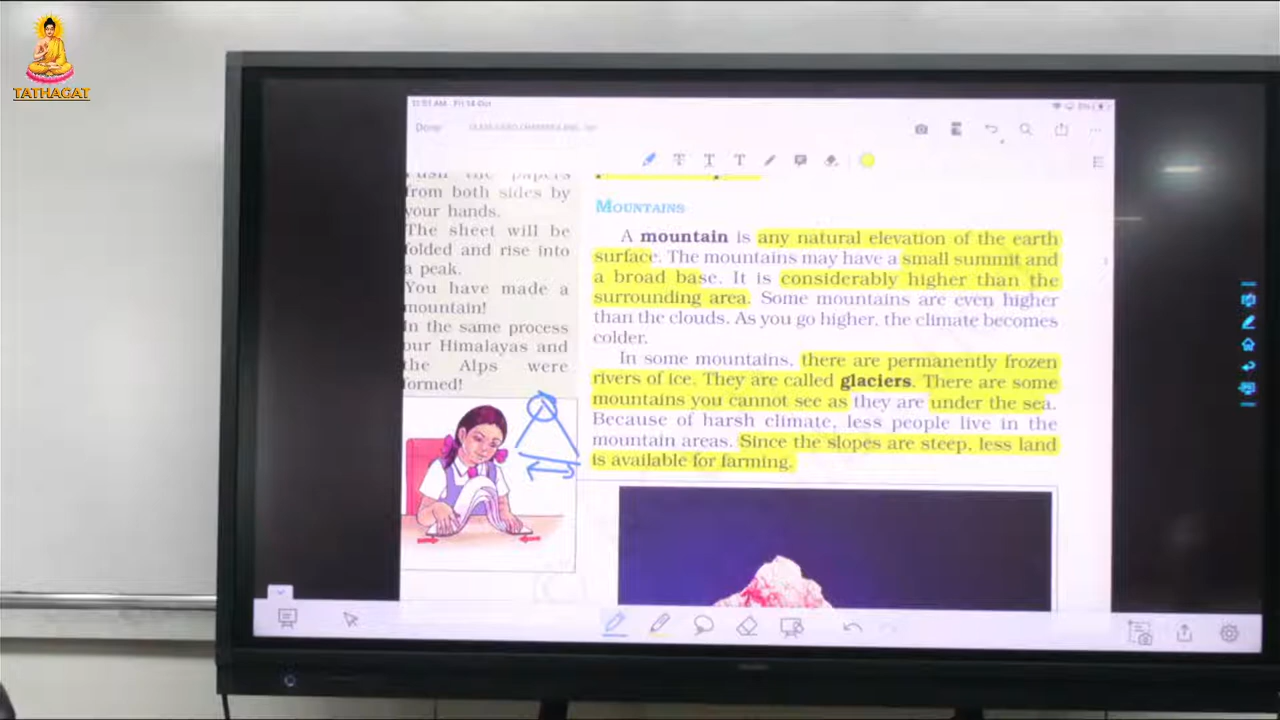 TATHAGAT
Fri 14 Oct
Done
Push the papers
from both sides by
your hands.
The sheet will be
folded and rise into
a peak.
You have made a
mountain!
In the same process
our Himalayas and
the Alps were
formed!
MOUNTAINS
A mountain is any natural elevation of the earth
surface. The mountains may have a small summit and
a broad base. It is considerably higher than the
surrounding area. Some mountains are even higher
than the clouds. As you go higher, the climate becomes
colder.
In some mountains, there are permanently frozen
rivers of ice. They are called glaciers. There are some
mountains you cannot see as they are under the sea.
Because of harsh climate, less people live in the
mountain areas. Since the slopes are steep, less land
is available for farming.